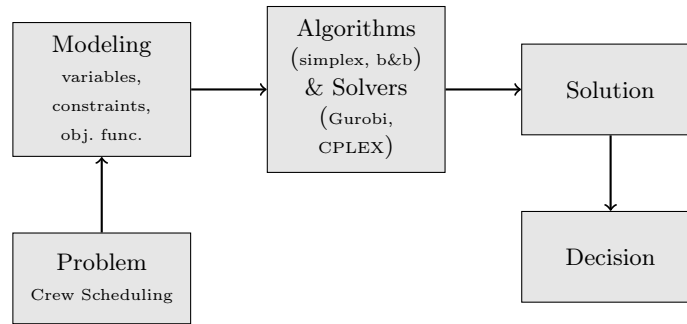 Modeling
variables,
constraints,
obj. func.
Algorithms
(simplex, b&b)
& Solvers
(Gurobi,
CPLEX)
Solution
Problem
Crew Scheduling
Decision